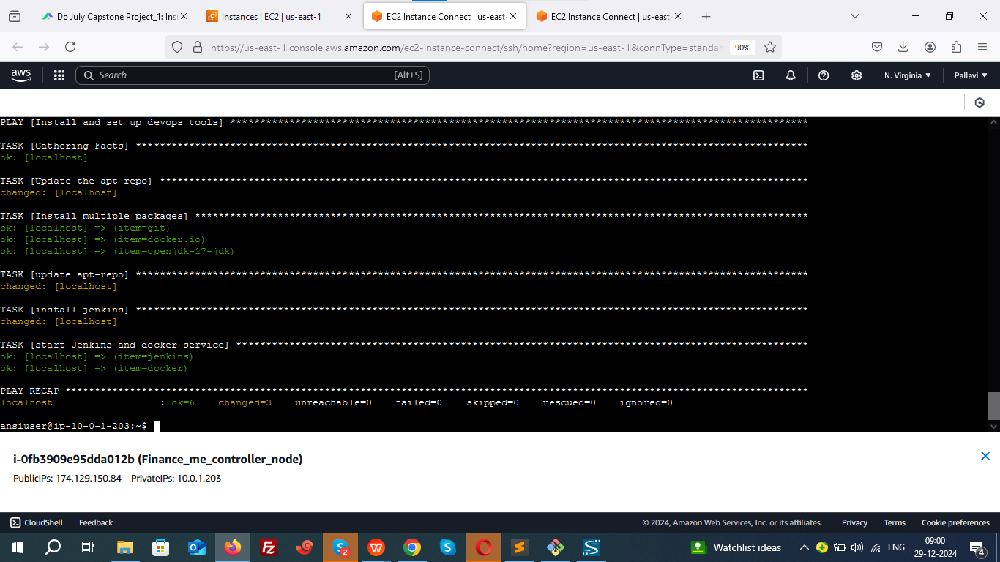 Do July Capstone Project_1: Insu
Instances | EC2 | us-east-1
EC2 Instance Connect | us-east-
EC2 Instance Connect | us-east-
https://us-east-1.console.aws.amazon.com/ec2-instance-connect/ssh/home?region=us-east-1&connType=standar
90%
aws
Search
[Alt+S]
N. Virginia
Pallavi
PLAY [Install and set up devops tools] ************************************************************************************************
TASK [Gathering Facts] ****************************************************************************************************************
ok: [localhost]
TASK [Update the apt repo] ************************************************************************************************************
changed: [localhost]
TASK [Install multiple packages] ******************************************************************************************************
ok: [localhost] => (item=git)
ok: [localhost] => (item=docker.io)
ok: [localhost] => (item=openjdk-17-jdk)
TASK [update apt-repo] ****************************************************************************************************************
changed: [localhost]
TASK [install jenkins] ****************************************************************************************************************
changed: [localhost]
TASK [start Jenkins and docker service] ***********************************************************************************************
ok: [localhost] => (item=jenkins)
ok: [localhost] => (item=docker)
PLAY RECAP ****************************************************************************************************************************
localhost : ok=6 changed=3 unreachable=0 failed=0 skipped=0 rescued=0 ignored=0
ansiuser@ip-10-0-1-203:~$
i-0fb3909e95dda012b (Finance_me_controller_node)
PublicIPs: 174.129.150.84 PrivateIPs: 10.0.1.203
CloudShell Feedback © 2024, Amazon Web Services, Inc. or its affiliates. Privacy Terms Cookie preferences
Fz
2
W
S
Watchlist ideas
ENG
09:00
29-12-2024
4